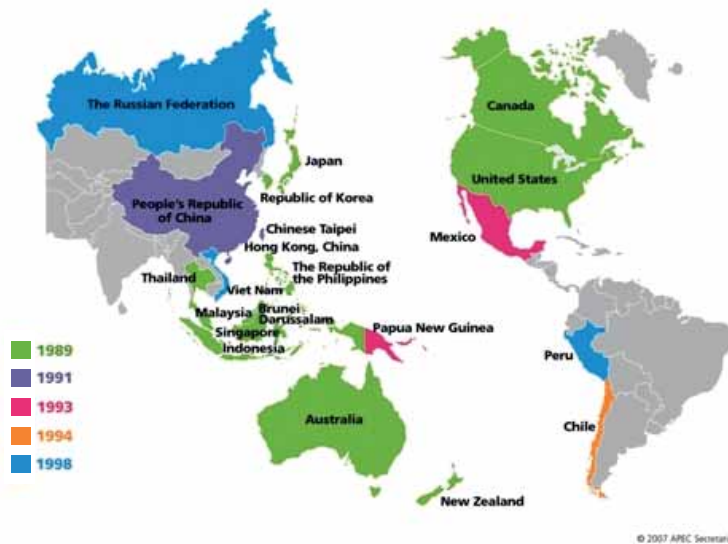 The Russian Federation
Canada
Japan
United States
People's Republic
of China
Republic of Korea
Chinese Taipei
Mexico
Hong Kong, China
The Republic of
the Philippines
Thailand
Viet Nam
Malaysia
Brunei
Darussalam
Singapore
Indonesia
Papua New Guinea
Peru
Australia
Chile
New Zealand
1989
1991
1993
1994
1998
© 2007 APEC Secretar